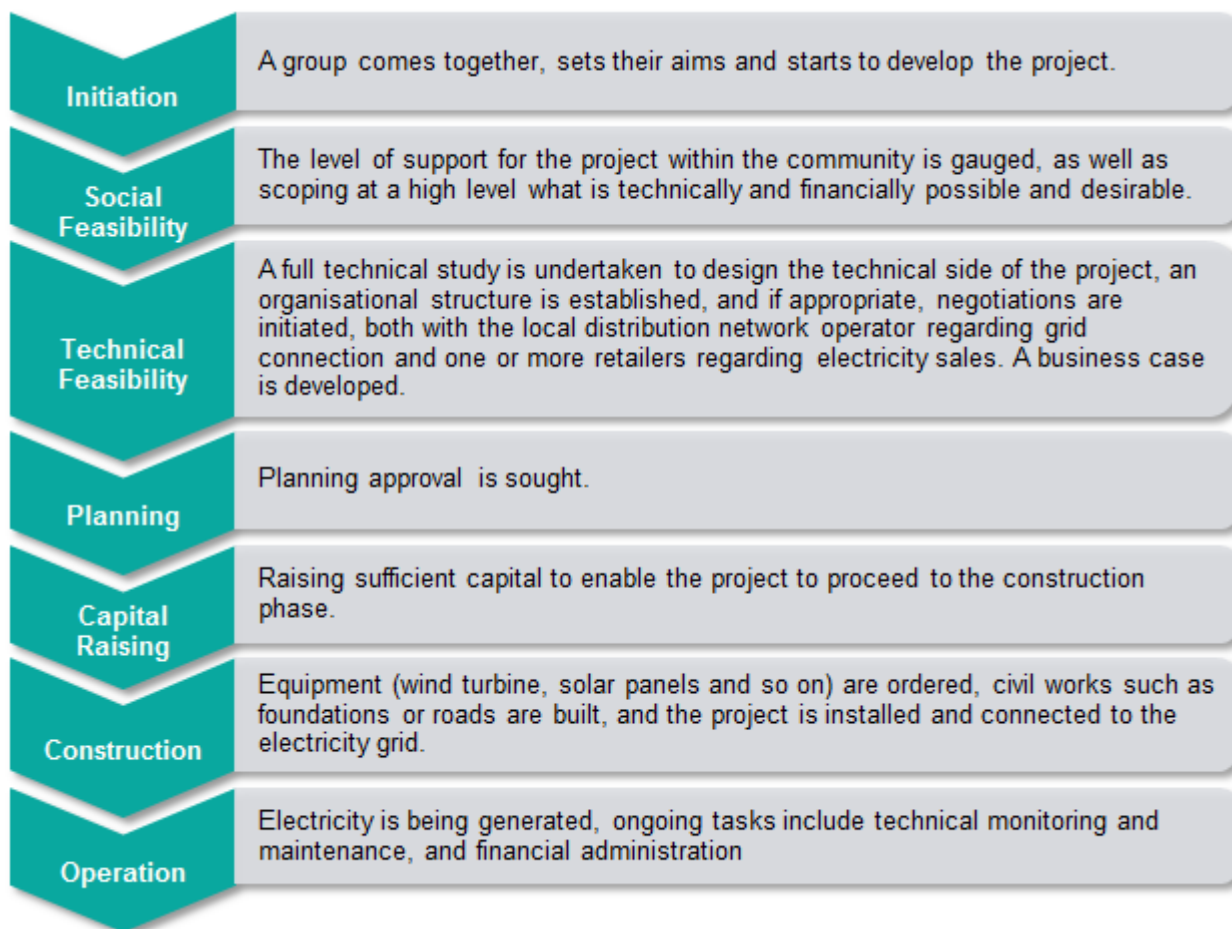 Initiation
A group comes together, sets their aims and starts to develop the project.
Social
Feasibility
The level of support for the project within the community is gauged, as well as
scoping at a high level what is technically and financially possible and desirable.
Technical
Feasibility
A full technical study is undertaken to design the technical side of the project, an
organisational structure is established, and if appropriate, negotiations are
initiated, both with the local distribution network operator regarding grid
connection and one or more retailers regarding electricity sales. A business case
is developed.
Planning
Planning approval is sought.
Capital
Raising
Raising sufficient capital to enable the project to proceed to the construction
phase.
Construction
Equipment (wind turbine, solar panels and so on) are ordered, civil works such as
foundations or roads are built, and the project is installed and connected to the
electricity grid.
Operation
Electricity is being generated, ongoing tasks include technical monitoring and
maintenance, and financial administration